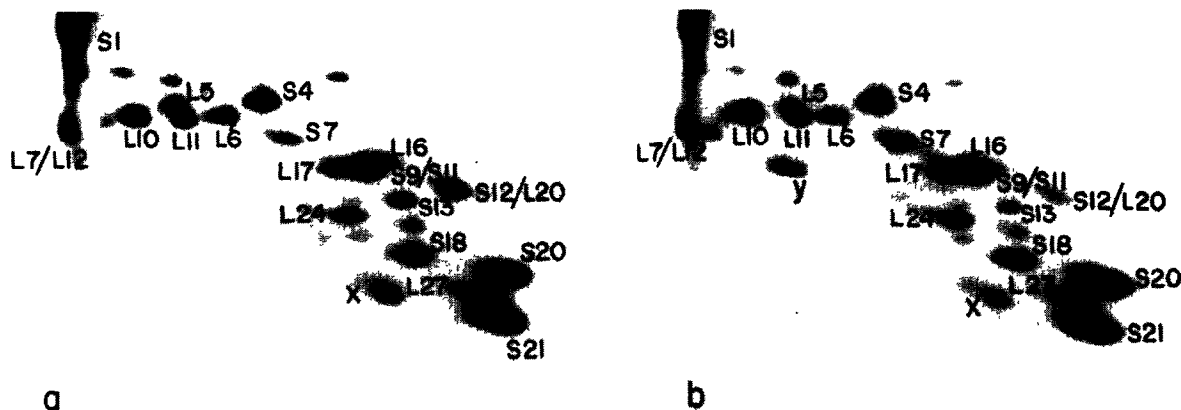 S1
L5
S4
L10
L11
L6
S7
L7/L12
L16
L17
S9/S11
S12/L20
L24
S13
S18
S20
X
L27
S21
a
S1
L5
S4
L10
L11
L6
S7
L7/L12
L16
L17
y
S9/S11
S12/L20
L24
S13
S18
S20
L27
X
S21
b